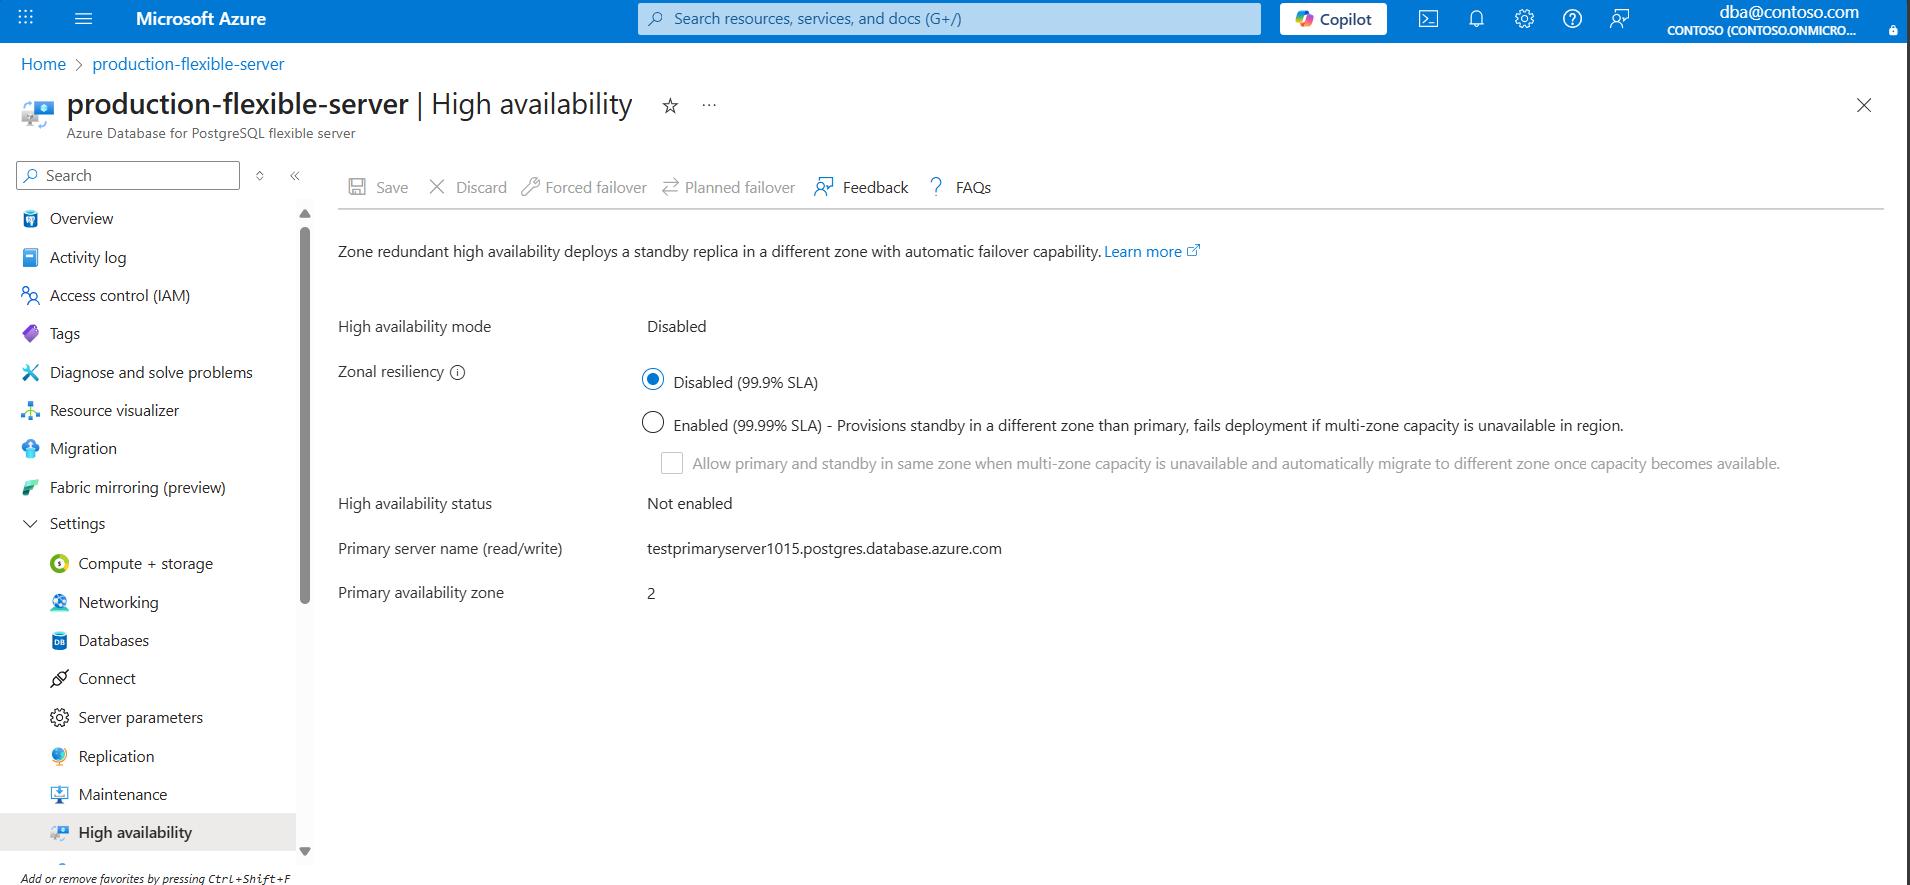 Microsoft Azure
Search resources, services, and docs (G+/)
Copilot
dba@contoso.com
CONTOSO (CONTOSO.ONMICRO...
Home > production-flexible-server
production-flexible-server | High availability
Azure Database for PostgreSQL flexible server
Search
Save
Discard
Forced failover
Planned failover
Feedback
FAQs
Overview
Activity log
Access control (IAM)
Tags
Diagnose and solve problems
Resource visualizer
Migration
Fabric mirroring (preview)
Settings
Compute + storage
Networking
Databases
Connect
Server parameters
Replication
Maintenance
High availability
Add or remove favorites by pressing Ctrl+Shift+F
Zone redundant high availability deploys a standby replica in a different zone with automatic failover capability. Learn more
High availability mode Disabled
Zonal resiliency
Disabled (99.9% SLA)
Enabled (99.99% SLA) - Provisions standby in a different zone than primary, fails deployment if multi-zone capacity is unavailable in region.
Allow primary and standby in same zone when multi-zone capacity is unavailable and automatically migrate to different zone once capacity becomes available.
High availability status Not enabled
Primary server name (read/write) testprimaryserver1015.postgres.database.azure.com
Primary availability zone 2